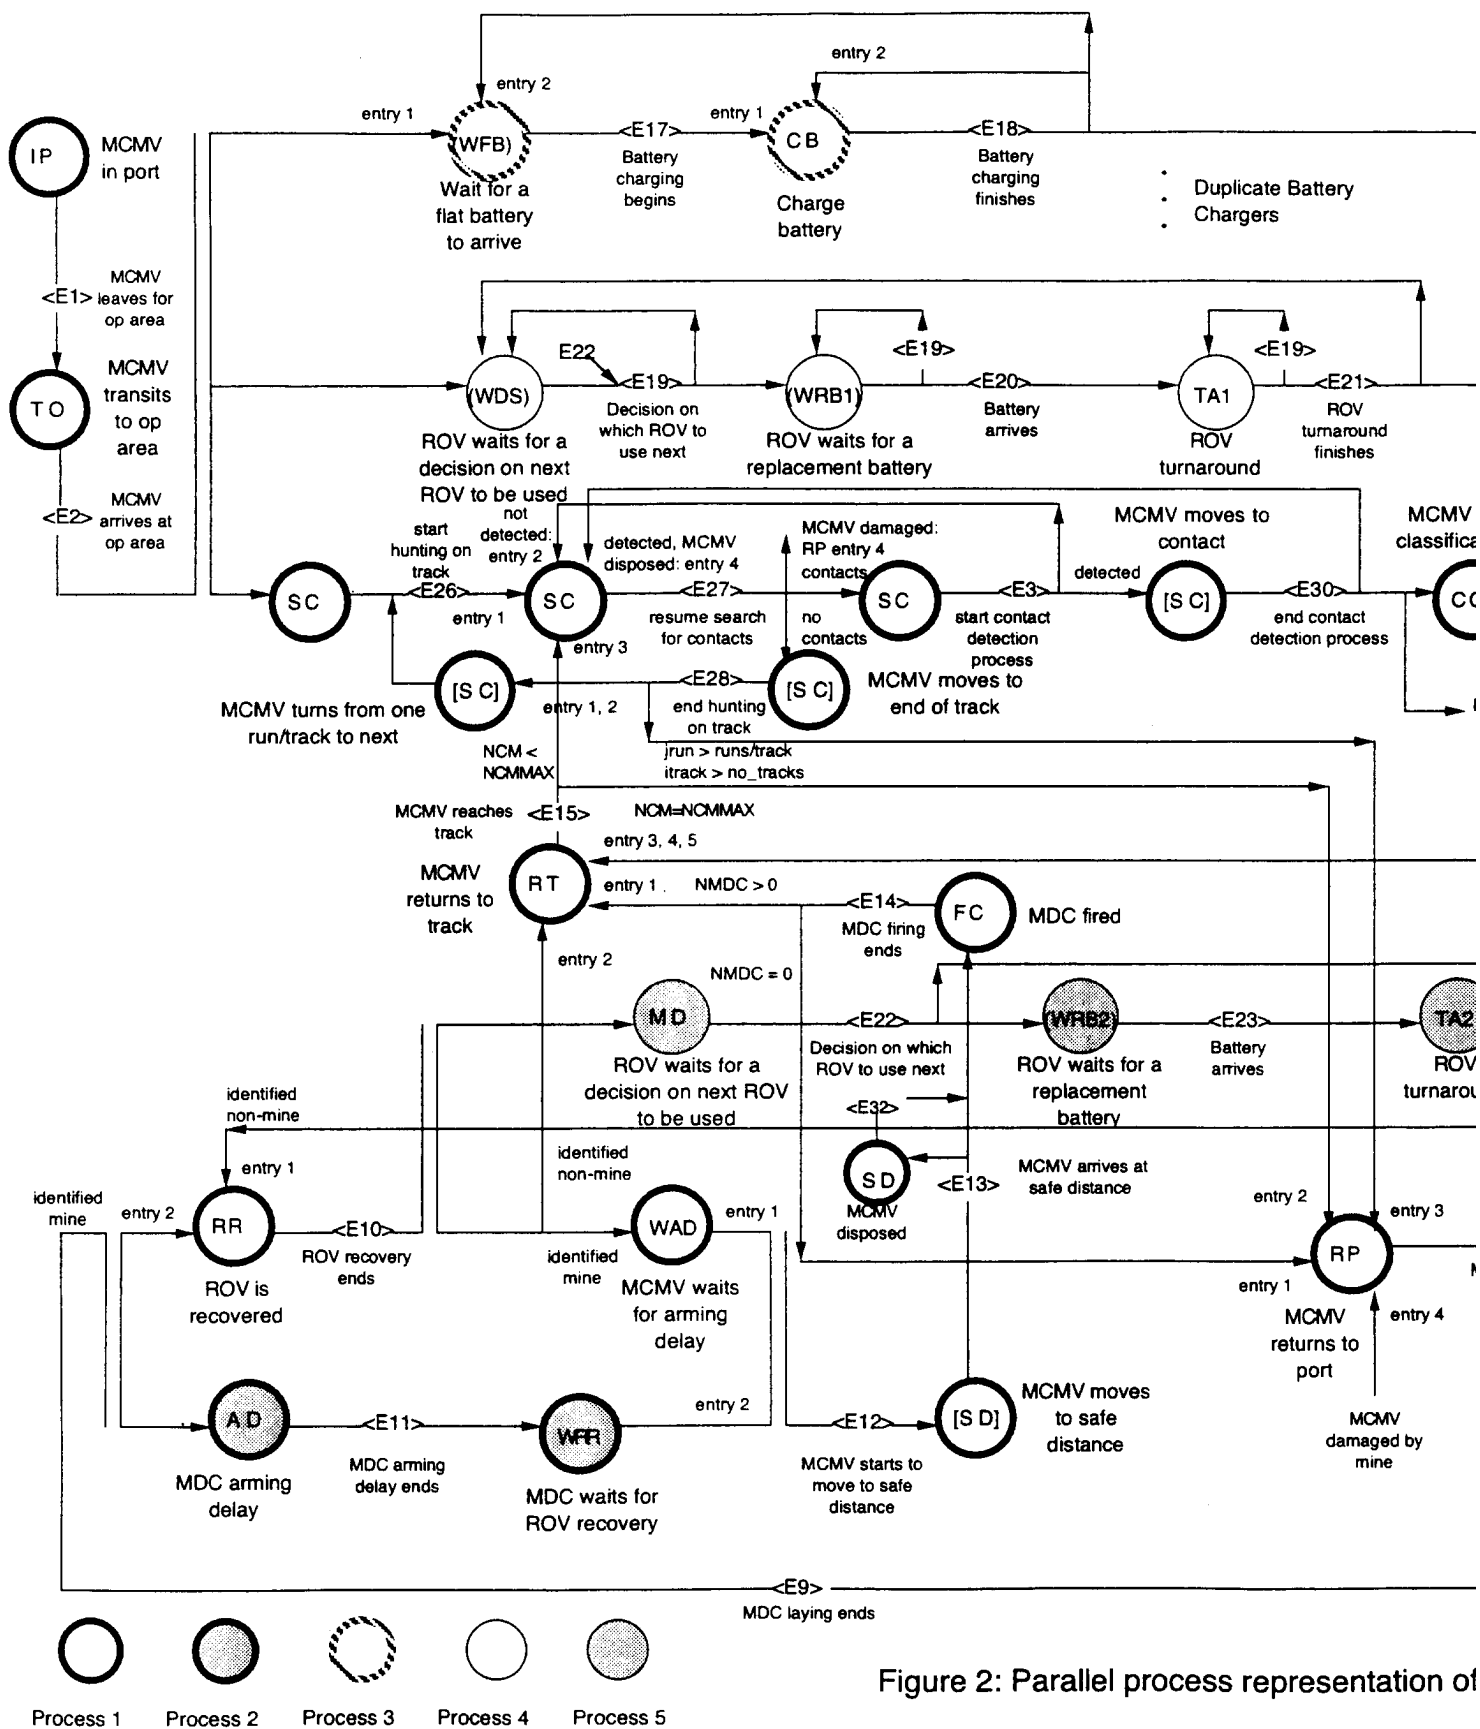 entry 2
entry 2
entry 1
entry 1
IP
MCMV
in port
(WFB)
<E17>
CB
<E18>
Battery
charging
begins
Battery
charging
finishes
Wait for a
flat battery
to arrive
Charge
battery
Duplicate Battery
Chargers
<E1>
MCMV
leaves for
op area
E22
<E19>
<E19>
TO
MCMV
transits
to op
area
(WDS)
<E19>
(WRB1)
<E20>
TA1
<E21>
Decision on
which ROV to
use next
Battery
arrives
ROV
turnaround
finishes
ROV waits for a
decision on next
ROV to be used
ROV waits for a
replacement battery
ROV
turnaround
<E2>
MCMV
arrives at
op area
start
hunting on
track
not
detected:
entry 2
detected, MCMV
disposed: entry 4
MCMV damaged:
RP entry 4
contacts
MCMV moves to
contact
MCMV
SC
<E26>
entry 1
SC
<E27>
resume search
for contacts
no
contacts
SC
<E3>
start contact
detection
process
detected
[SC]
<E30>
end contact
detection process
entry 3
[SC]
MCMV turns from one
run/track to next
entry 1, 2
<E28>
end hunting
on track
[SC]
MCMV moves to
end of track
jrun > runs/track
itrack > no_tracks
NCM <
NCMMAX
MCMV reaches
track
<E15>
NCM=NCMMAX
entry 3, 4, 5
MCMV
returns to
track
RT
entry 1
NMDC > 0
<E14>
MDC firing
ends
FC
MDC fired
entry 2
NMDC = 0
MD
<E22>
(WRB2)
<E23>
TA2
ROV waits for a
decision on next ROV
to be used
Decision on which
ROV to use next
ROV waits for a
replacement
battery
Battery
arrives
ROV
identified
non-mine
<E32>
entry 1
identified
non-mine
SD
MCMV
disposed
<E13>
MCMV arrives at
safe distance
identified
mine
entry 2
RR
<E10>
ROV recovery
ends
ROV is
recovered
identified
mine
WAD
entry 1
MCMV waits
for arming
delay
entry 2
entry 3
RP
entry 1
MCMV
returns to
port
entry 4
MCMV
damaged by
mine
AD
<E11>
MDC arming
delay ends
MDC arming
delay
WRR
entry 2
MDC waits for
ROV recovery
<E12>
MCMV starts to
move to safe
distance
[SD]
MCMV moves
to safe
distance
<E9>
MDC laying ends
Process 1
Process 2
Process 3
Process 4
Process 5
Figure 2: Parallel process representation of